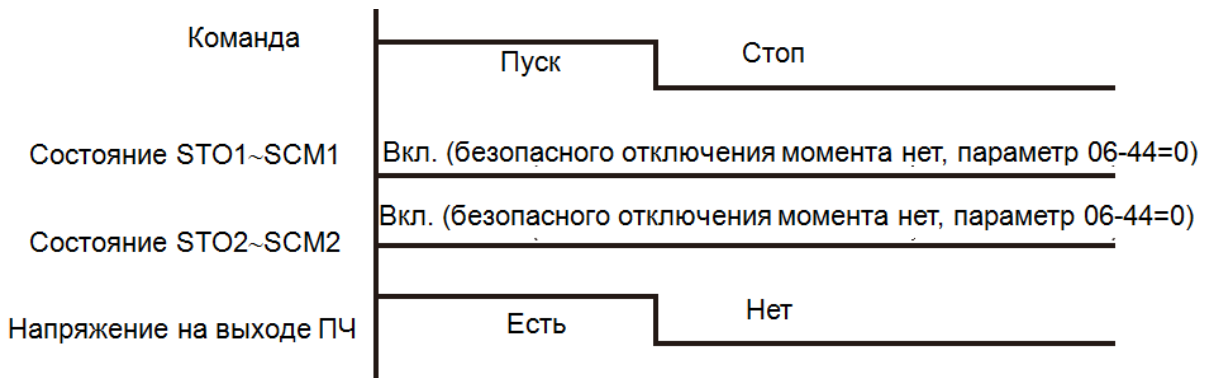 Команда
Пуск
Стоп
Состояние STO1~SCM1
Вкл. (безопасного отключения момента нет, параметр 06-44=0)
Состояние STO2~SCM2
Вкл. (безопасного отключения момента нет, параметр 06-44=0)
Напряжение на выходе ПЧ
Есть
Нет